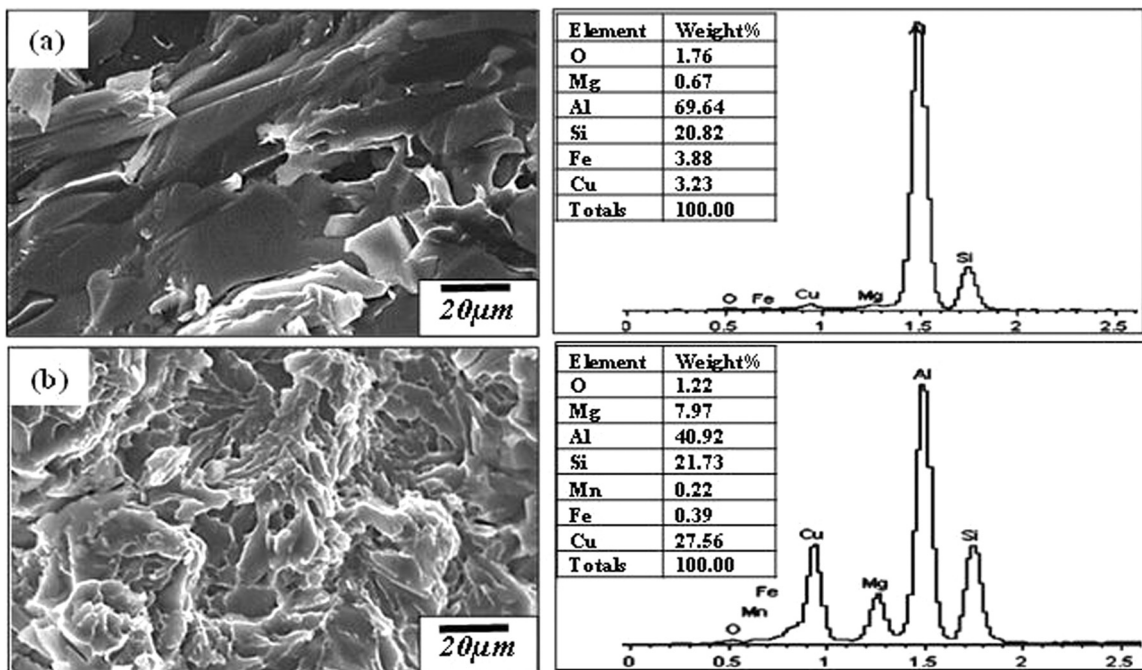 (a)
20μm
Element Weight%
O 1.76
Mg 0.67
Al 69.64
Si 20.82
Fe 3.88
Cu 3.23
Totals 100.00
Al
Si
O Fe Cu Mg
0 0.5 1 1.5 2 2.5
(b)
20μm
Element Weight%
O 1.22
Mg 7.97
Al 40.92
Si 21.73
Mn 0.22
Fe 0.39
Cu 27.56
Totals 100.00
Al
Cu Si
Fe Mg
Mn
O
0 0.5 1 1.5 2 2.5